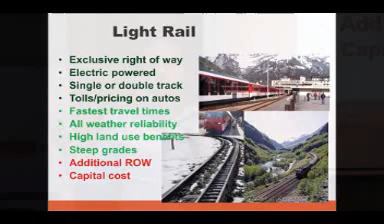 Light Rail
• Exclusive right of way
• Electric powered
• Single or double track
• Tolls/pricing on autos
• Fastest travel times
• All weather reliability
• High land use benefits
• Steep grades
• Additional ROW
• Capital cost